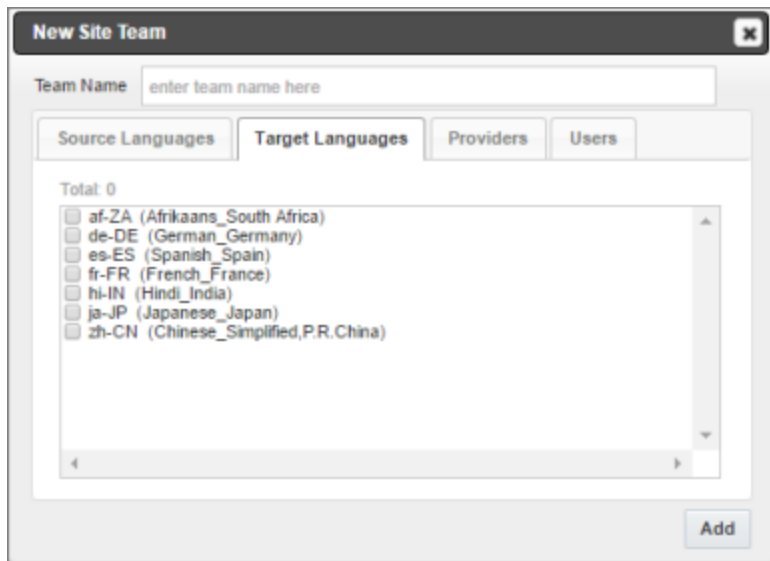 New Site Team
Team Name enter team name here
Source Languages Target Languages Providers Users
Total: 0
af-ZA (Afrikaans_South Africa)
de-DE (German_Germany)
es-ES (Spanish_Spain)
fr-FR (French_France)
hi-IN (Hindi_India)
ja-JP (Japanese_Japan)
zh-CN (Chinese_Simplified,P.R.China)
Add